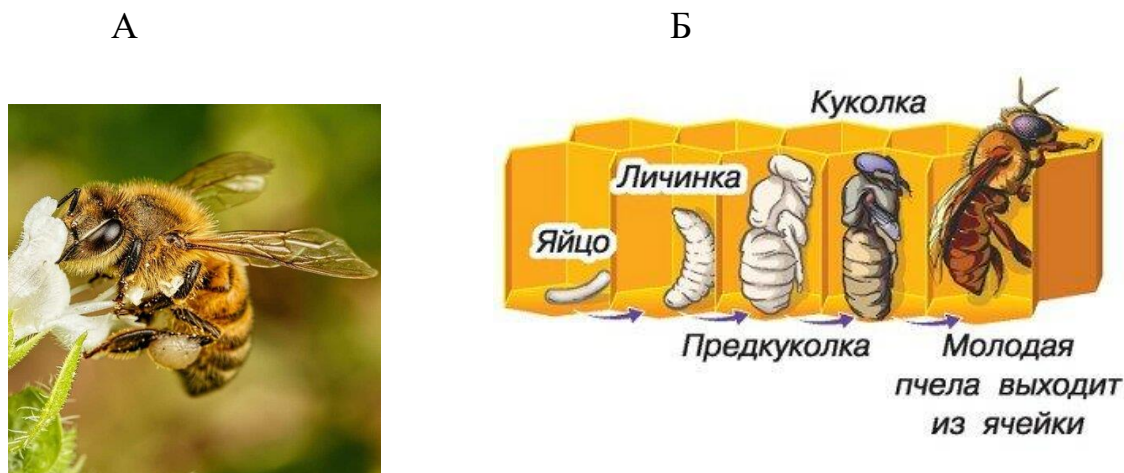 А
Б
Куколка
Личинка
Яйцо
Предкуколка
Молодая
пчела выходит
из ячейки